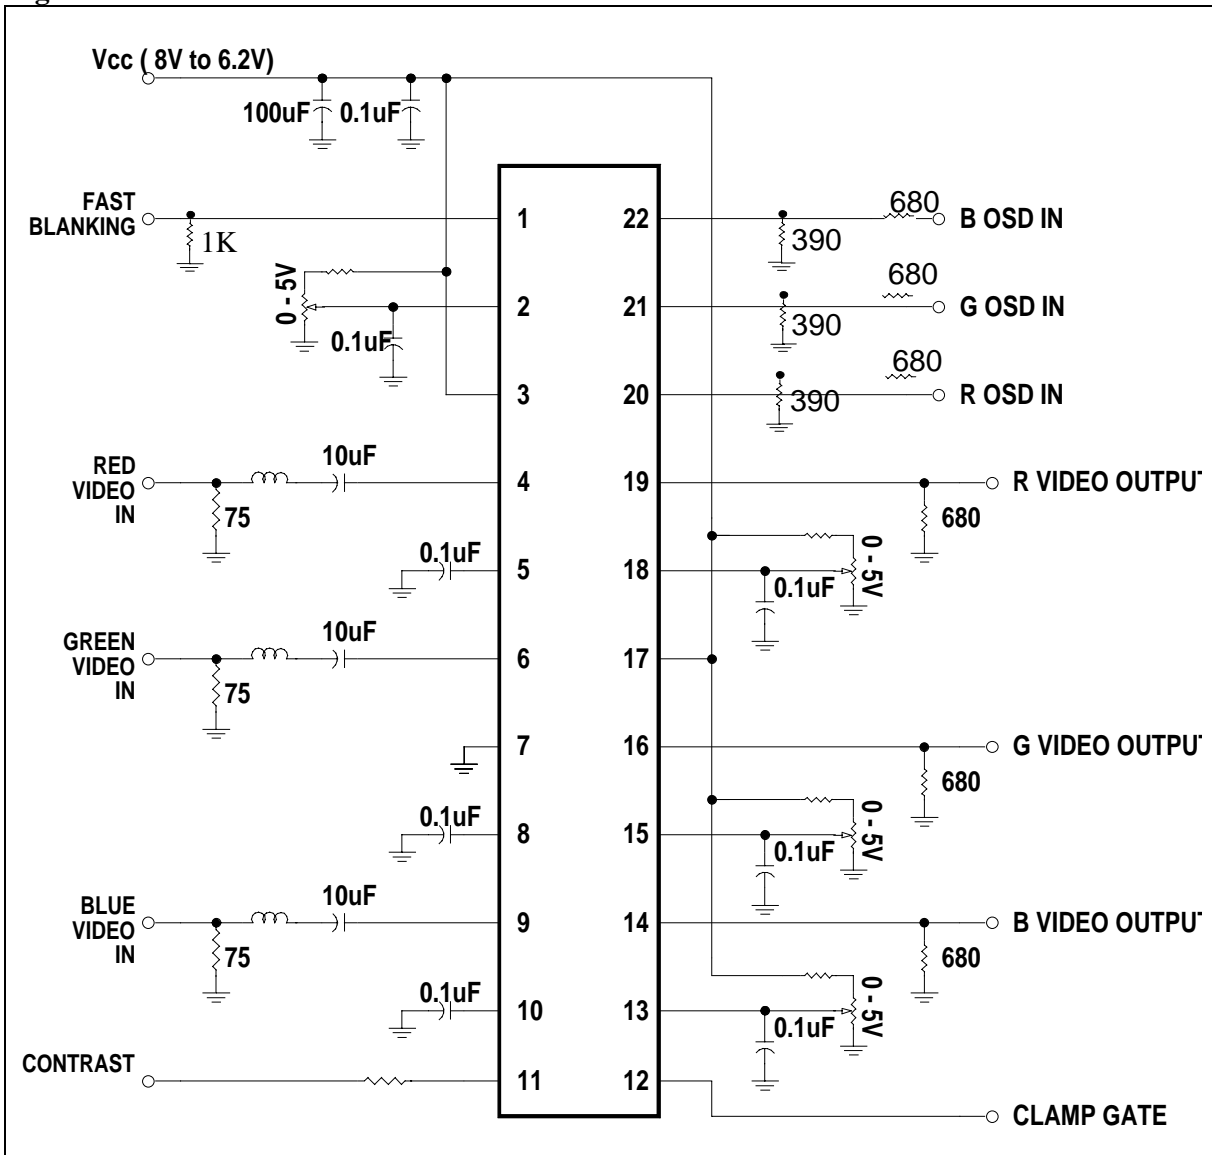 Vcc ( 8V to 6.2V)
100uF
0.1uF
FAST
BLANKING
1K
1
22
680
B OSD IN
390
0 - 5V
0.1uF
2
21
680
G OSD IN
390
3
20
680
R OSD IN
390
RED
VIDEO
IN
10uF
75
4
19
R VIDEO OUTPUT
680
0.1uF
5
18
0.1uF
0 - 5V
GREEN
VIDEO
IN
10uF
75
6
17
7
16
G VIDEO OUTPUT
680
0.1uF
8
15
0.1uF
0 - 5V
BLUE
VIDEO
IN
10uF
75
9
14
B VIDEO OUTPUT
680
0.1uF
10
13
0.1uF
0 - 5V
CONTRAST
11
12
CLAMP GATE